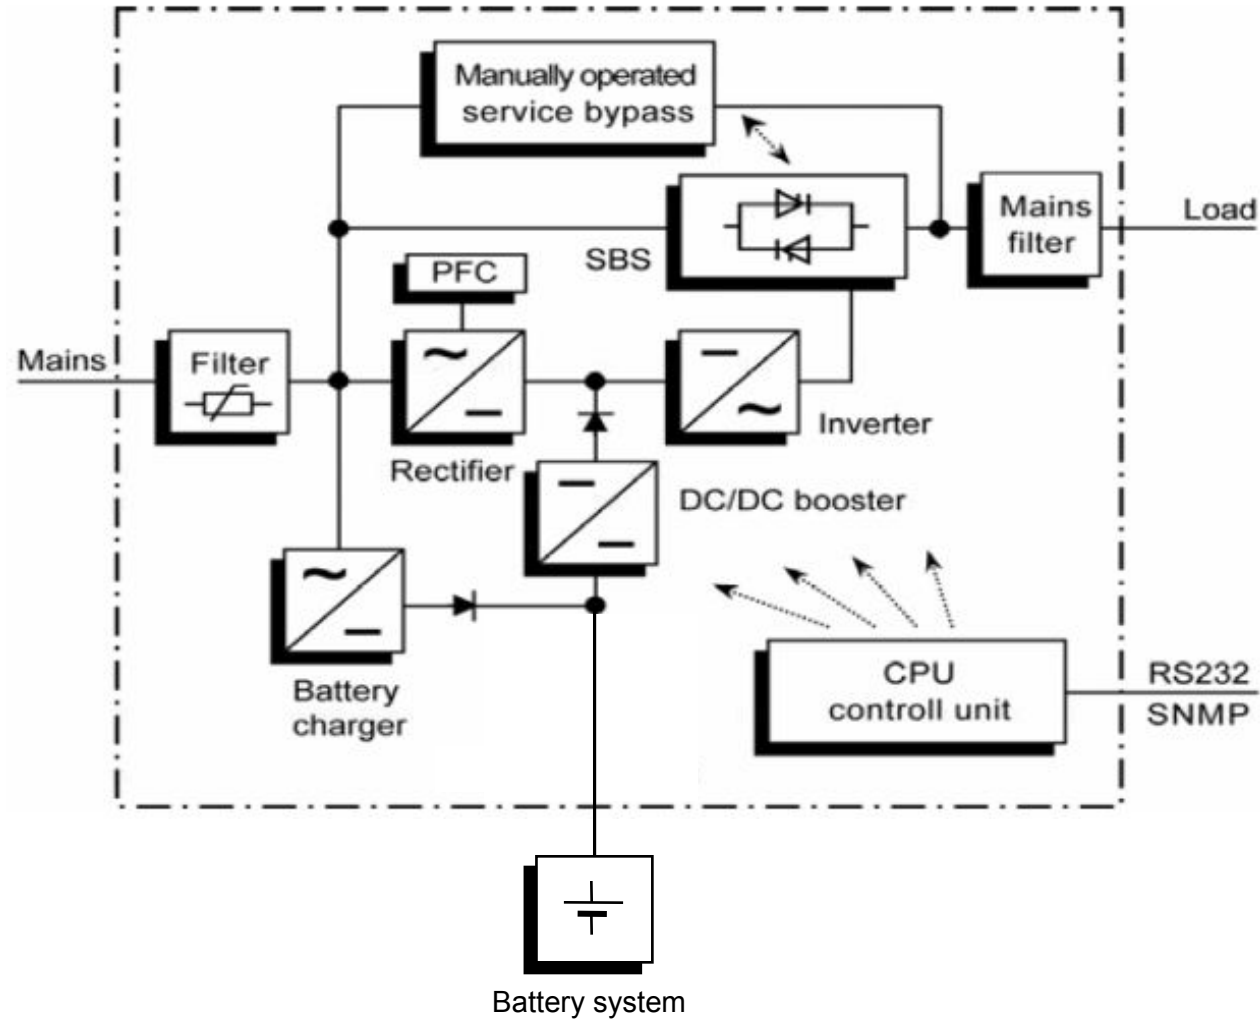 Manually operated
service bypass
Mains
filter
Load
SBS
PFC
Mains
Filter
Rectifier
Inverter
DC/DC booster
Battery
charger
CPU
controll unit
RS232
SNMP
Battery system